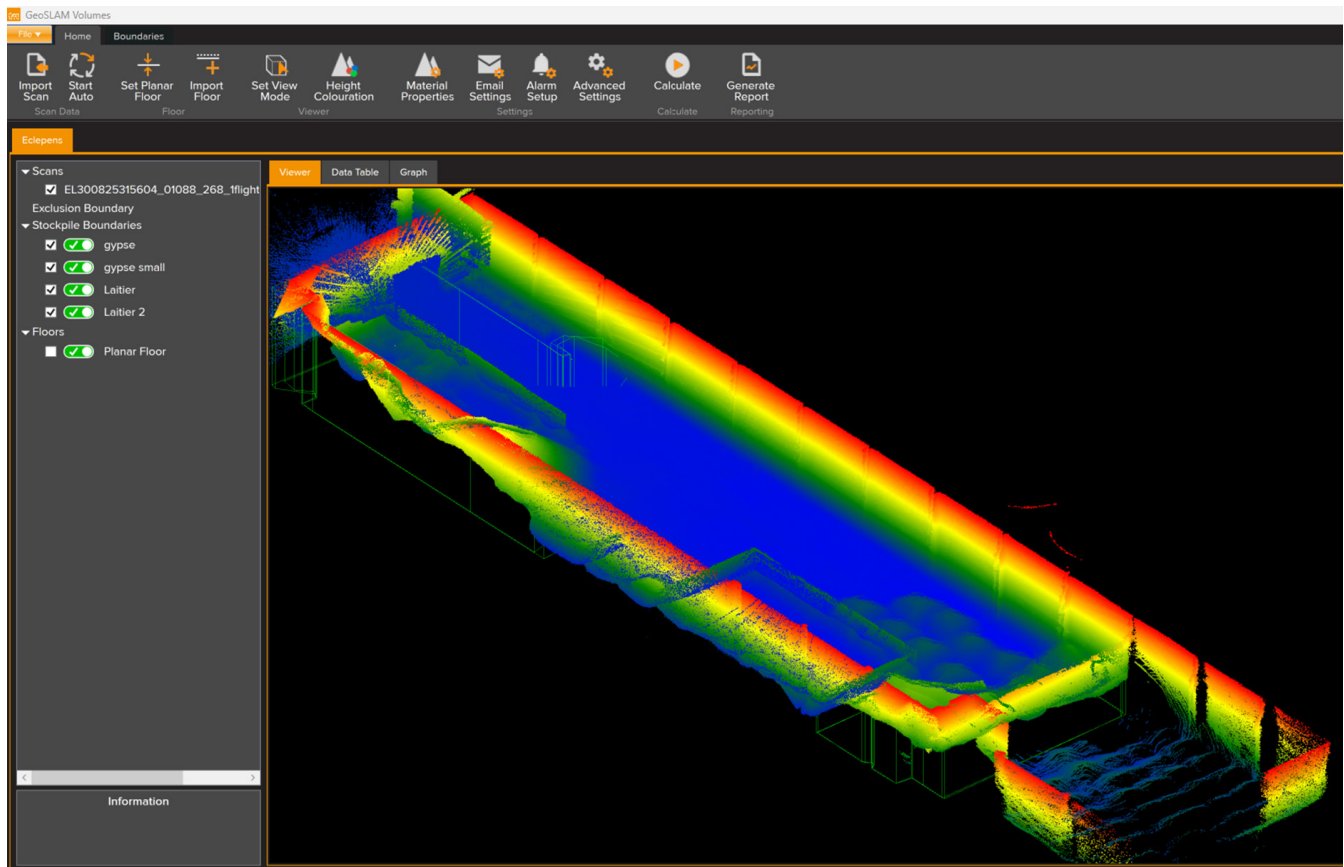 GeoSLAM Volumes
File Home Boundaries
Import Scan
Start Auto
Set Planar Floor
Import Floor
Set View Mode
Height Colouration
Material Properties
Email Settings
Alarm Setup
Advanced Settings
Calculate
Generate Report
Scan Data
Floor
Viewer
Settings
Calculate
Reporting
Eclepens
Scans
EL300825315604_01088_268_1flight
Exclusion Boundary
Stockpile Boundaries
gypse
gypse small
Laitier
Laitier 2
Floors
Planar Floor
Information
Viewer Data Table Graph